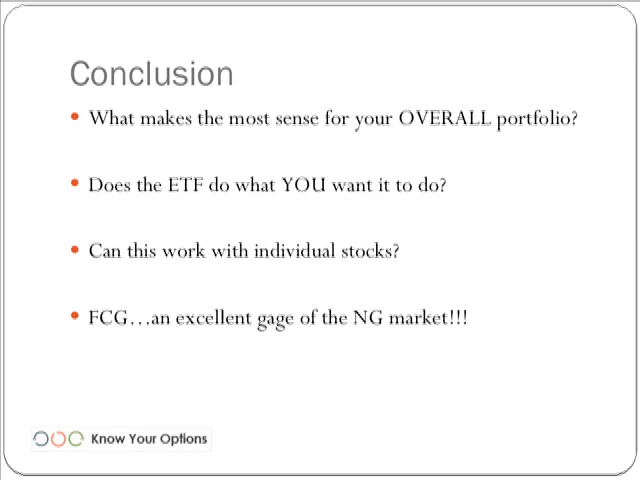 Conclusion
What makes the most sense for your OVERALL portfolio?
Does the ETF do what YOU want it to do?
Can this work with individual stocks?
FCG…an excellent gage of the NG market!!!
Know Your Options